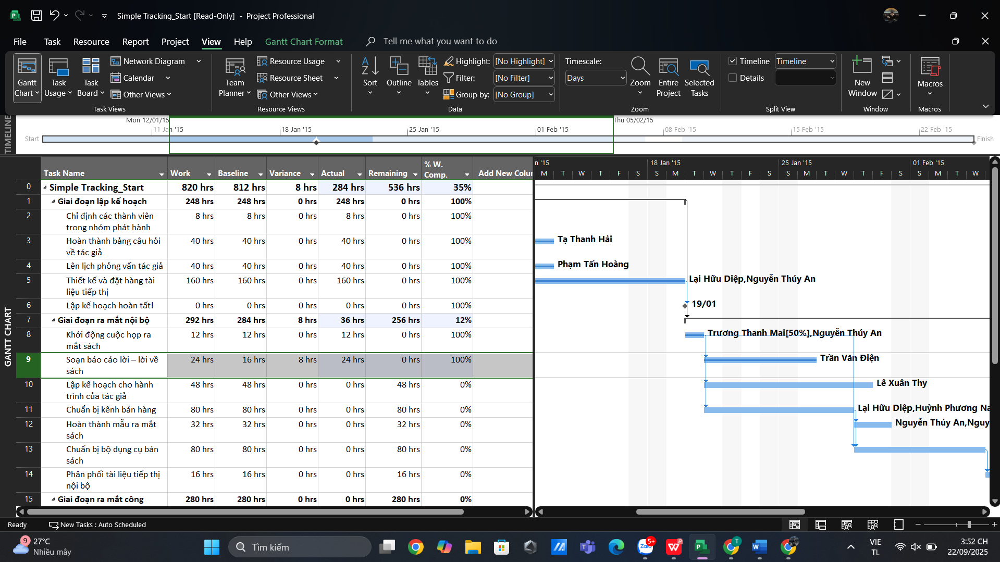 Simple Tracking_Start [Read-Only] - Project Professional
File Task Resource Report Project View Help Gantt Chart Format Tell me what you want to do
Gantt Chart
Task Usage
Task Board
Network Diagram
Calendar
Other Views
Task Views
Team Planner
Resource Usage
Resource Sheet
Other Views
Resource Views
Sort
Outline
Tables
Highlight: [No Highlight]
Filter: [No Filter]
Group by: [No Group]
Data
Timescale:
Days
Zoom
Entire Project
Selected Tasks
Zoom
Timeline Timeline
Details
Split View
New Window
Window
Macros
Macros
TIMELINE
Mon 12/01/15 Thu 05/02/15
11 Jan '15 18 Jan '15 25 Jan '15 01 Feb '15 08 Feb '15 15 Feb '15 22 Feb '15
Start Finish
GANTT CHART
Task Name Work Baseline Variance Actual Remaining % W. Comp. Add New Colur
0 Simple Tracking_Start 820 hrs 812 hrs 8 hrs 284 hrs 536 hrs 35%
1 Giai đoạn lập kế hoạch 248 hrs 248 hrs 0 hrs 248 hrs 0 hrs 100%
2 Chỉ định các thành viên trong nhóm phát hành 8 hrs 8 hrs 0 hrs 8 hrs 0 hrs 100%
3 Hoàn thành bảng câu hỏi về tác giả 40 hrs 40 hrs 0 hrs 40 hrs 0 hrs 100%
4 Lên lịch phỏng vấn tác giả 40 hrs 40 hrs 0 hrs 40 hrs 0 hrs 100%
5 Thiết kế và đặt hàng tài liệu tiếp thị 160 hrs 160 hrs 0 hrs 160 hrs 0 hrs 100%
6 Lập kế hoạch hoàn tất! 0 hrs 0 hrs 0 hrs 0 hrs 0 hrs 100%
7 Giai đoạn ra mắt nội bộ 292 hrs 284 hrs 8 hrs 36 hrs 256 hrs 12%
8 Khởi động cuộc họp ra mắt sách 12 hrs 12 hrs 0 hrs 12 hrs 0 hrs 100%
9 Soạn báo cáo lời – lời về sách 24 hrs 16 hrs 8 hrs 24 hrs 0 hrs 100%
10 Lập kế hoạch cho hành trình của tác giả 48 hrs 48 hrs 0 hrs 0 hrs 48 hrs 0%
11 Chuẩn bị kênh bán hàng 80 hrs 80 hrs 0 hrs 0 hrs 80 hrs 0%
12 Hoàn thành mẫu ra mắt sách 32 hrs 32 hrs 0 hrs 0 hrs 32 hrs 0%
13 Chuẩn bị bộ dụng cụ bán sách 80 hrs 80 hrs 0 hrs 0 hrs 80 hrs 0%
14 Phân phối tài liệu tiếp thị nội bộ 16 hrs 16 hrs 0 hrs 0 hrs 16 hrs 0%
15 Giai đoạn ra mắt công 280 hrs 280 hrs 0 hrs 0 hrs 280 hrs 0%
n '15 18 Jan '15 25 Jan '15 01 Feb '15
M T W T F S S M T W T F S S M T W T F S S M T W
Tạ Thanh Hải
Phạm Tấn Hoàng
Lại Hữu Diệp,Nguyễn Thúy An
19/01
Trương Thanh Mai[50%],Nguyễn Thúy An
Trần Văn Điện
Lê Xuân Thy
Lại Hữu Diệp,Huỳnh Phương Na
Nguyễn Thúy An,Nguy
Ready New Tasks : Auto Scheduled
9 27°C
Nhiều mây
Tìm kiếm
Zalo 5+
T
VIE
TL
3:52 CH
22/09/2025